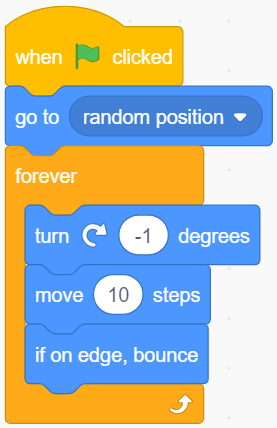 when clicked
go to random position
forever
turn -1 degrees
move 10 steps
if on edge, bounce